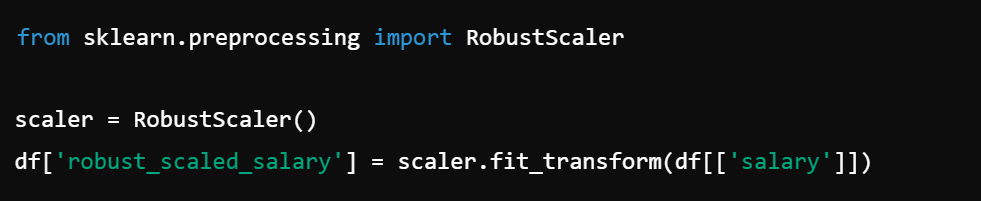 from sklearn.preprocessing import RobustScaler
scaler = RobustScaler()
df['robust_scaled_salary'] = scaler.fit_transform(df[['salary']])